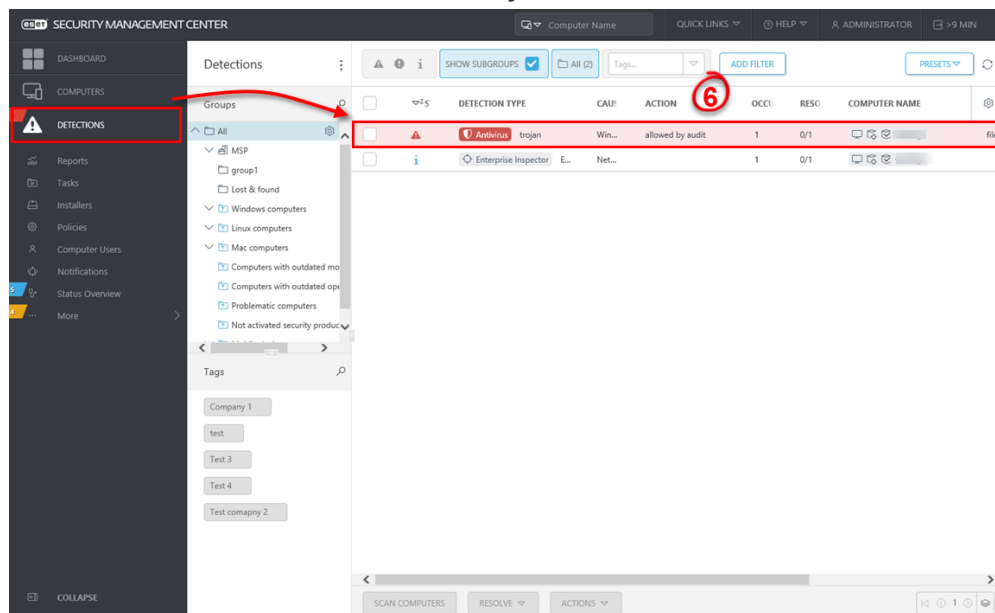 eset SECURITY MANAGEMENT CENTER Computer Name QUICK LINKS HELP ADMINISTRATOR >9 MIN
DASHBOARD
COMPUTERS
DETECTIONS
Reports
Tasks
Installers
Policies
Computer Users
Notifications
5 Status Overview
4 More
COLLAPSE
Detections
Groups
All
MSP
group1
Lost & found
Windows computers
Linux computers
Mac computers
Computers with outdated mo
Computers with outdated ope
Problematic computers
Not activated security produc
Tags
Company 1
test
Test 3
Test 4
Test comapny 2
SHOW SUBGROUPS All (2) Tags... ADD FILTER PRESETS
6
2 S DETECTION TYPE CAU: ACTION OCCU RESO COMPUTER NAME
Antivirus trojan Win... allowed by audit 1 0/1 file
Enterprise Inspector E... Net... 1 0/1
SCAN COMPUTERS RESOLVE ACTIONS 1